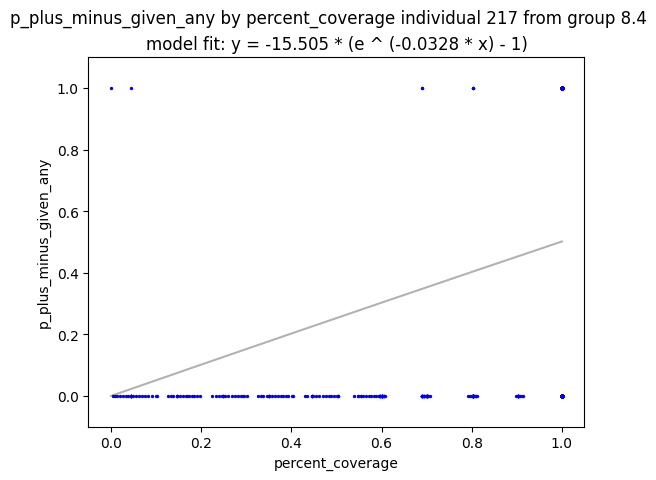 p_plus_minus_given_any by percent_coverage individual 217 from group 8.4
model fit: y = -15.505 * (e ^ (-0.0328 * x) - 1)
1.0
0.8
0.6
0.4
0.2
0.0
p_plus_minus_given_any
0.0 0.2 0.4 0.6 0.8 1.0
percent_coverage